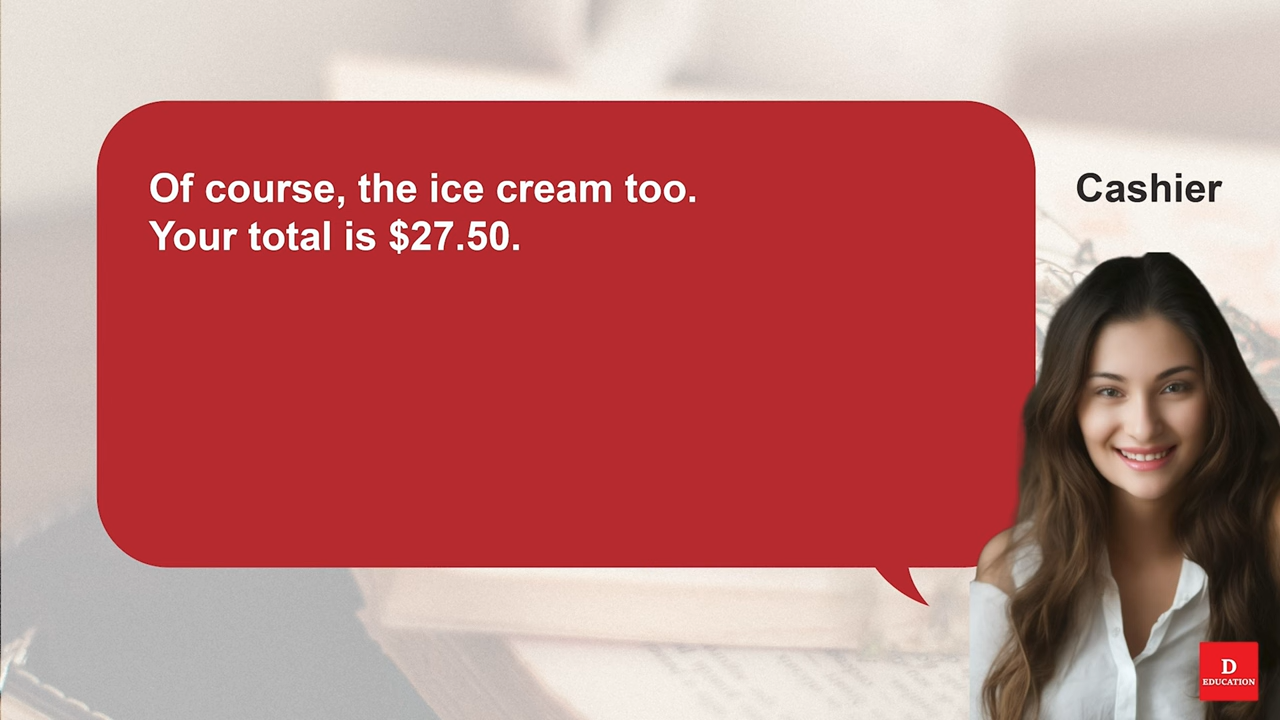 Of course, the ice cream too.
Your total is $27.50.
Cashier
D
EDUCATION